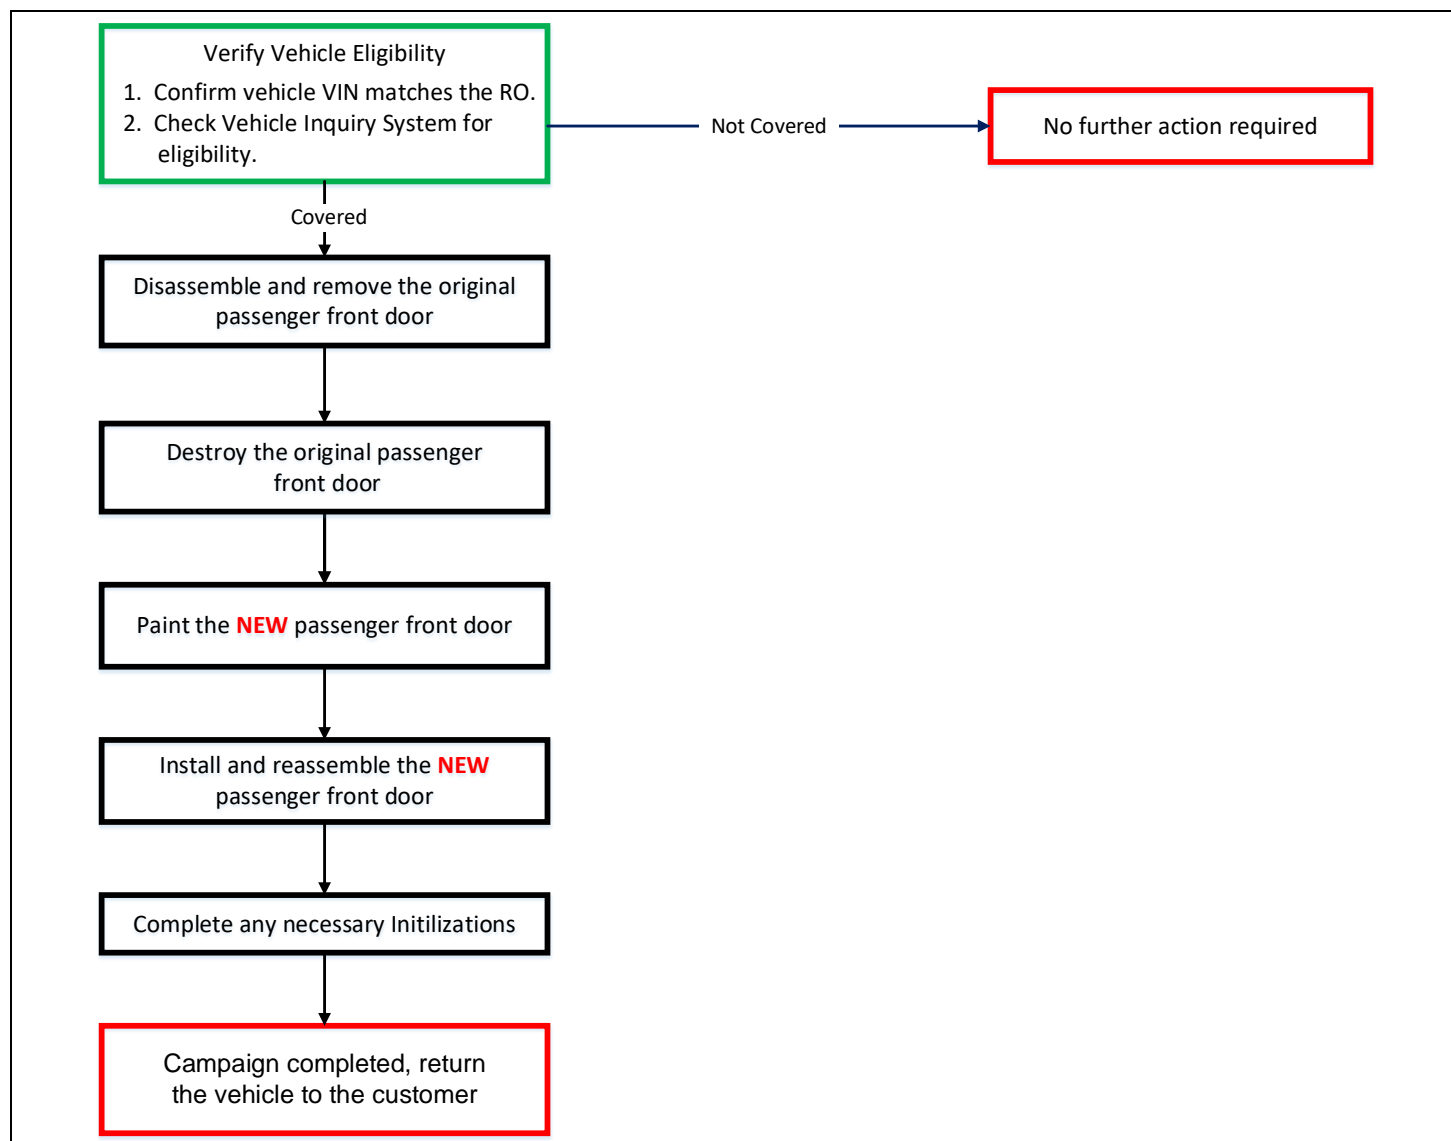 Verify Vehicle Eligibility
1. Confirm vehicle VIN matches the RO.
2. Check Vehicle Inquiry System for
eligibility.
Not Covered
No further action required
Covered
Disassemble and remove the original
passenger front door
Destroy the original passenger
front door
Paint the NEW passenger front door
Install and reassemble the NEW
passenger front door
Complete any necessary Initilizations
Campaign completed, return
the vehicle to the customer